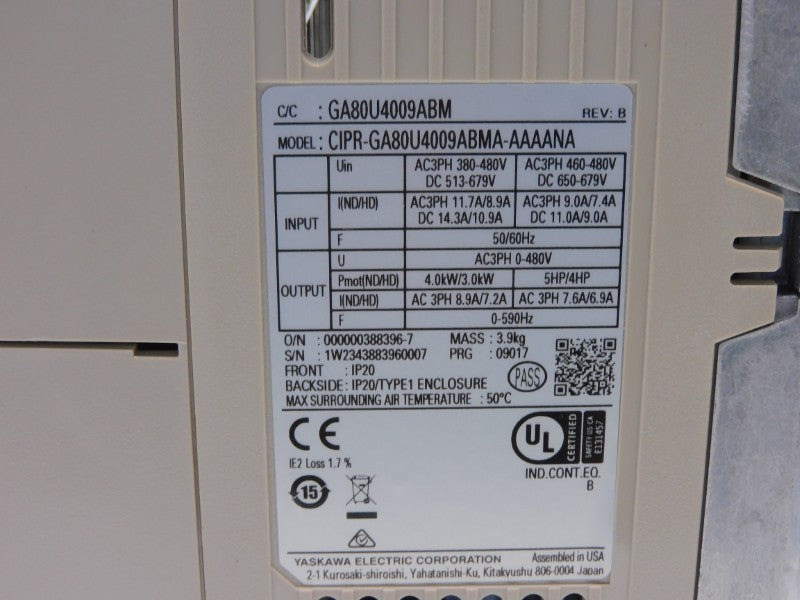 C/C : GA80U4009ABM REV: B
MODEL : CIPR-GA80U4009ABMA-AAAANA
Uin AC3PH 380-480V AC3PH 460-480V
DC 513-679V DC 650-679V
INPUT I(ND/HD) AC3PH 11.7A/8.9A AC3PH 9.0A/7.4A
DC 14.3A/10.9A DC 11.0A/9.0A
F 50/60Hz
OUTPUT U AC3PH 0-480V
Pmot(ND/HD) 4.0kW/3.0kW 5HP/4HP
I(ND/HD) AC 3PH 8.9A/7.2A AC 3PH 7.6A/6.9A
F 0-590Hz
O/N : 000000388396-7 MASS : 3.9kg
S/N : 1W2343883960007 PRG : 09017
FRONT : IP20
BACKSIDE : IP20/TYPE1 ENCLOSURE
PASS
MAX SURROUNDING AIR TEMPERATURE : 50°C
CE
IE2 Loss 1.7 %
15
UL
CERTIFIED
SAFETY US CA
E131457
IND.CONT.EQ.
B
YASKAWA ELECTRIC CORPORATION Assembled in USA
2-1 Kurosaki-shiroishi, Yahatanishi-Ku, Kitakyushu 806-0004 Japan